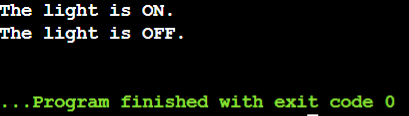 The light is ON.
The light is OFF.
...Program finished with exit code 0